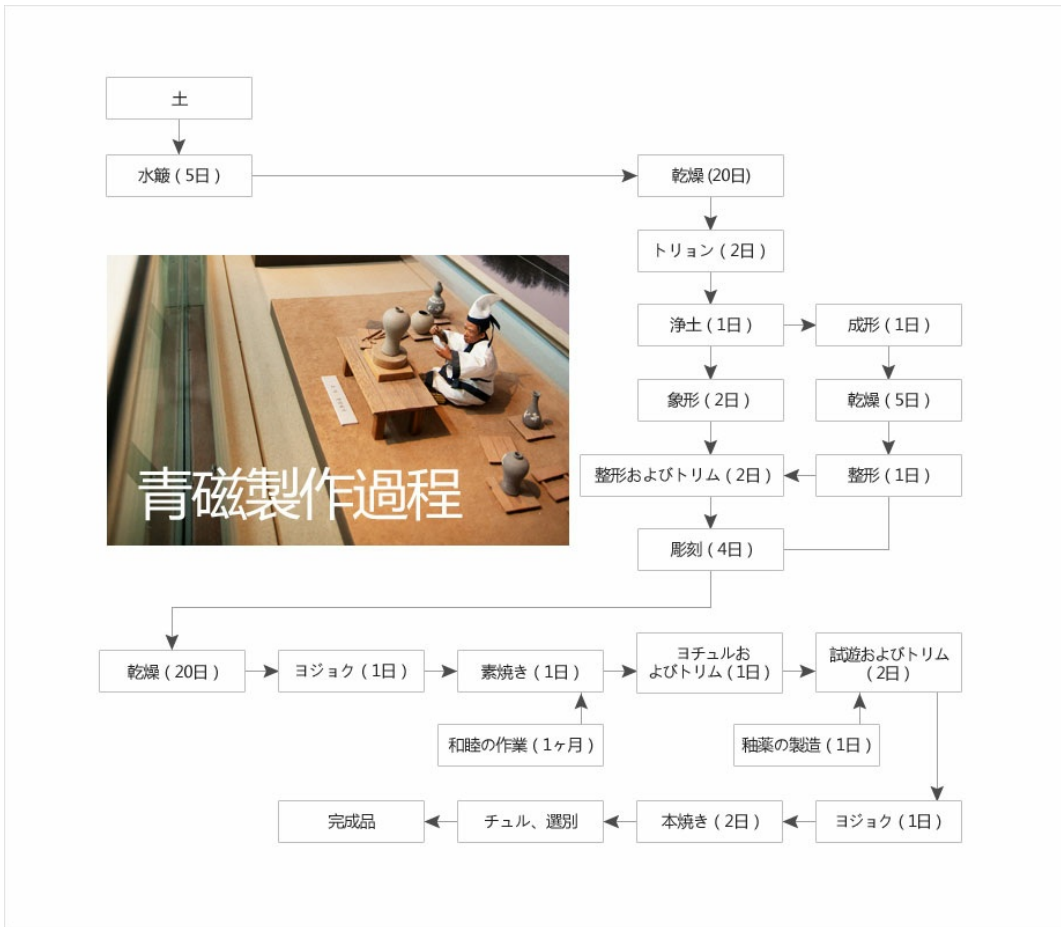 土
水簸 ( 5日 )
乾燥 (20日)
トリョン ( 2日 )
浄土 ( 1日 )
成形 ( 1日 )
象形 ( 2日 )
乾燥 ( 5日 )
整形およびトリム ( 2日 )
整形 ( 1日 )
彫刻 ( 4日 )
青磁製作過程
乾燥 ( 20日 )
ヨジョク ( 1日 )
素焼き ( 1日 )
ヨチュルお
よびトリム ( 1日 )
試遊およびトリム
( 2日 )
和睦の作業 ( 1ヶ月 )
釉薬の製造 ( 1日 )
ヨジョク ( 1日 )
本焼き ( 2日 )
チュル、選別
完成品